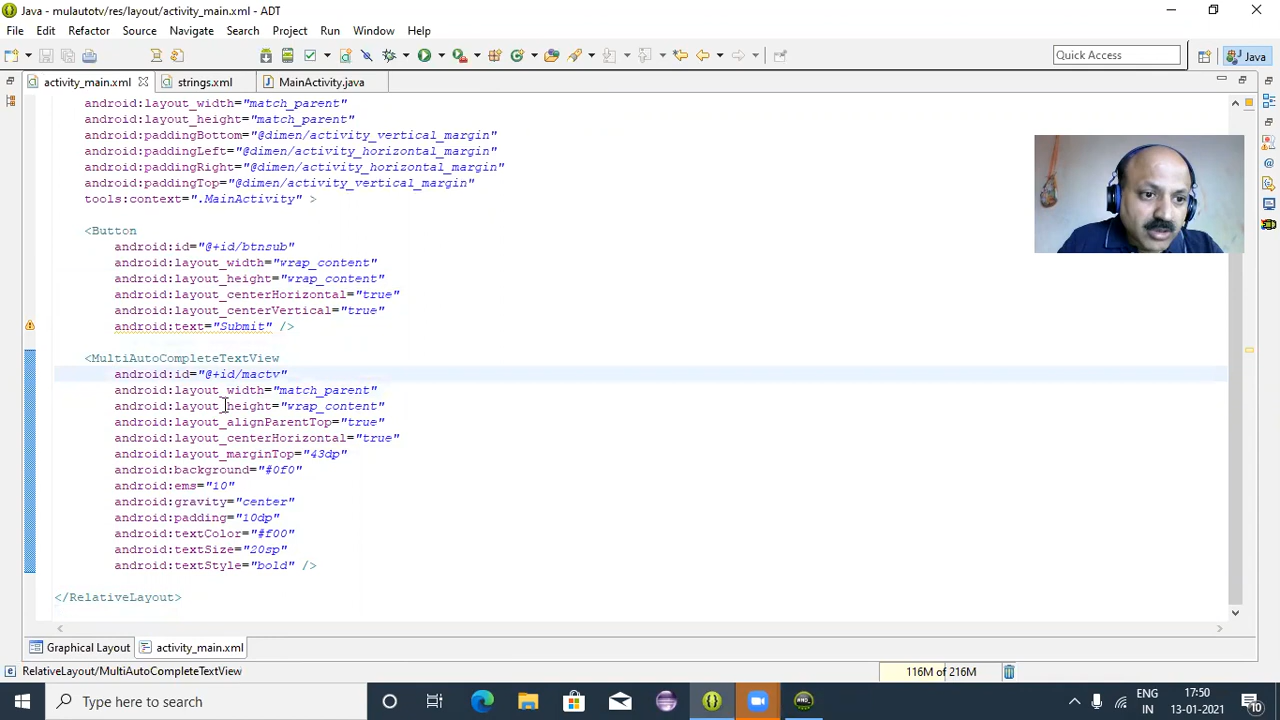 Java - mulautotv/res/layout/activity_main.xml - ADT
File Edit Refactor Source Navigate Search Project Run Window Help
Quick Access
Java
activity_main.xml strings.xml MainActivity.java
android:layout_width="match_parent"
android:layout_height="match_parent"
android:paddingBottom="@dimen/activity_vertical_margin"
android:paddingLeft="@dimen/activity_horizontal_margin"
android:paddingRight="@dimen/activity_horizontal_margin"
android:paddingTop="@dimen/activity_vertical_margin"
tools:context=".MainActivity" >
<Button
android:id="@+id/btnsub"
android:layout_width="wrap_content"
android:layout_height="wrap_content"
android:layout_centerHorizontal="true"
android:layout_centerVertical="true"
android:text="Submit" />
<MultiAutoCompleteTextView
android:id="@+id/mactv"
android:layout_width="match_parent"
android:layout_height="wrap_content"
android:layout_alignParentTop="true"
android:layout_centerHorizontal="true"
android:layout_marginTop="43dp"
android:background="#0f0"
android:ems="10"
android:gravity="center"
android:padding="10dp"
android:textColor="#f00"
android:textSize="20sp"
android:textStyle="bold" />
</RelativeLayout>
Graphical Layout activity_main.xml
RelativeLayout/MultiAutoCompleteTextView
116M of 216M
Type here to search
ENG
IN
17:50
13-01-2021
10